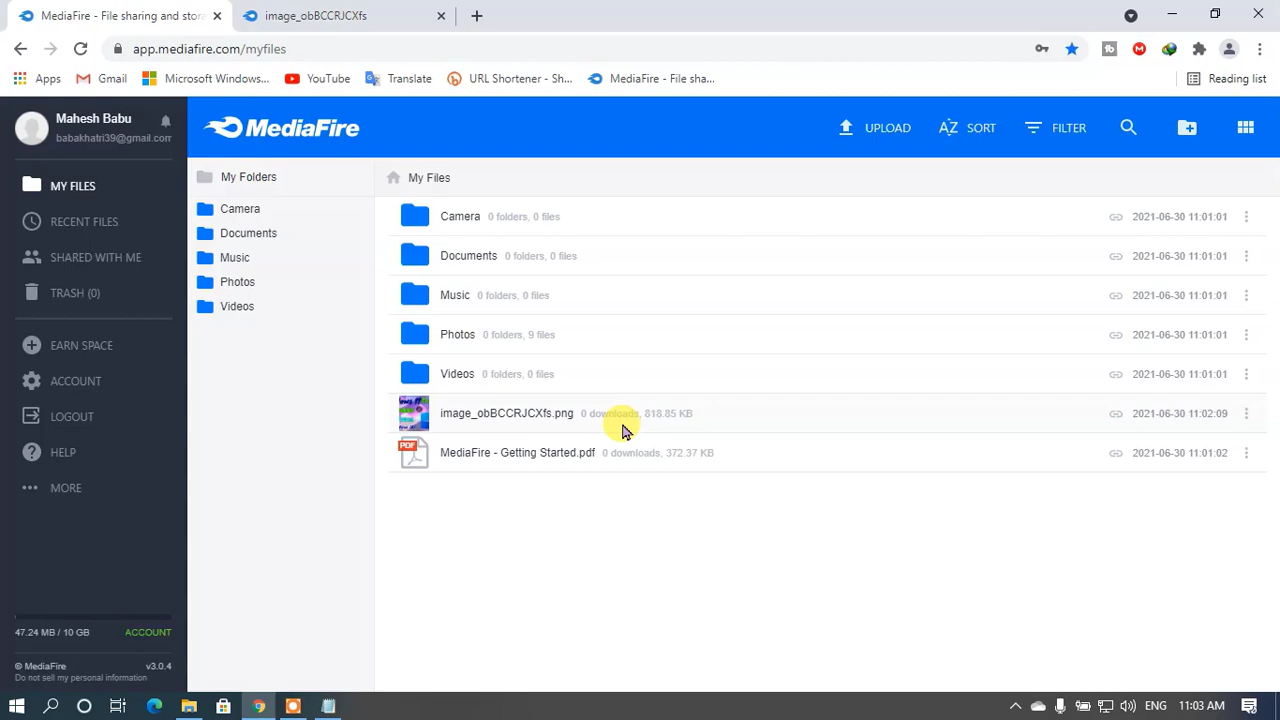 MediaFire - File sharing and stora
image_obBCCRJCXfs
app.mediafire.com/myfiles
Apps
Gmail
Microsoft Windows...
YouTube
Translate
URL Shortener - Sh...
MediaFire - File sha...
Reading list
Mahesh Babu
babakhatri39@gmail.com
MediaFire
UPLOAD
SORT
FILTER
MY FILES
RECENT FILES
SHARED WITH ME
TRASH (0)
EARN SPACE
ACCOUNT
LOGOUT
HELP
MORE
47.24 MB / 10 GB ACCOUNT
© MediaFire v3.0.4
Do not sell my personal information
My Folders
Camera
Documents
Music
Photos
Videos
My Files
Camera 0 folders, 0 files 2021-06-30 11:01:01
Documents 0 folders, 0 files 2021-06-30 11:01:01
Music 0 folders, 0 files 2021-06-30 11:01:01
Photos 0 folders, 9 files 2021-06-30 11:01:01
Videos 0 folders, 0 files 2021-06-30 11:01:01
image_obBCCRJCXfs.png 0 downloads, 818.85 KB 2021-06-30 11:02:09
PDF
MediaFire - Getting Started.pdf 0 downloads, 372.37 KB 2021-06-30 11:01:02
ENG 11:03 AM